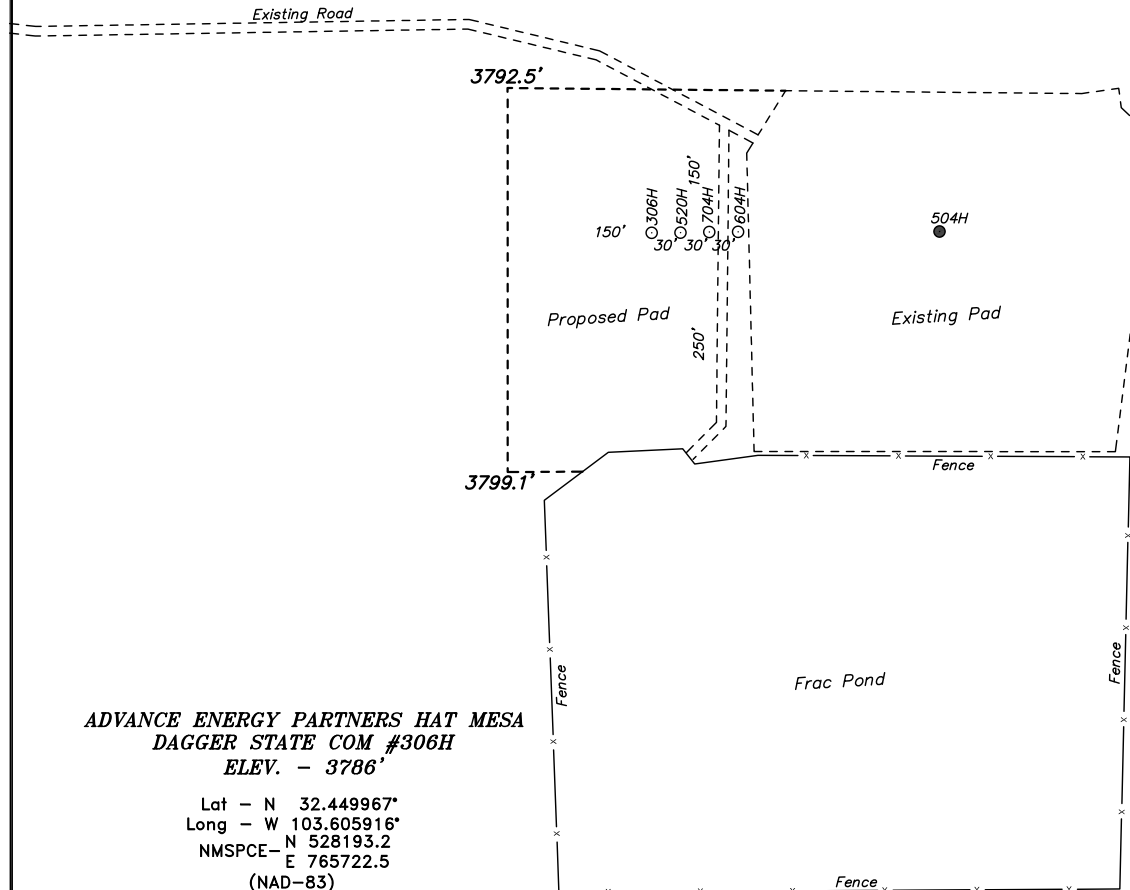 Existing Road
3792.5'
150'
306H
520H
704H
604H
150'
30' 30' 30'
504H
Proposed Pad
Existing Pad
250'
3799.1'
Fence
Fence
Fence
Frac Pond
ADVANCE ENERGY PARTNERS HAT MESA
DAGGER STATE COM #306H
ELEV. - 3786'
Lat - N 32.449967°
Long - W 103.605916°
NMSPCE- N 528193.2
E 765722.5
(NAD-83)
Fence